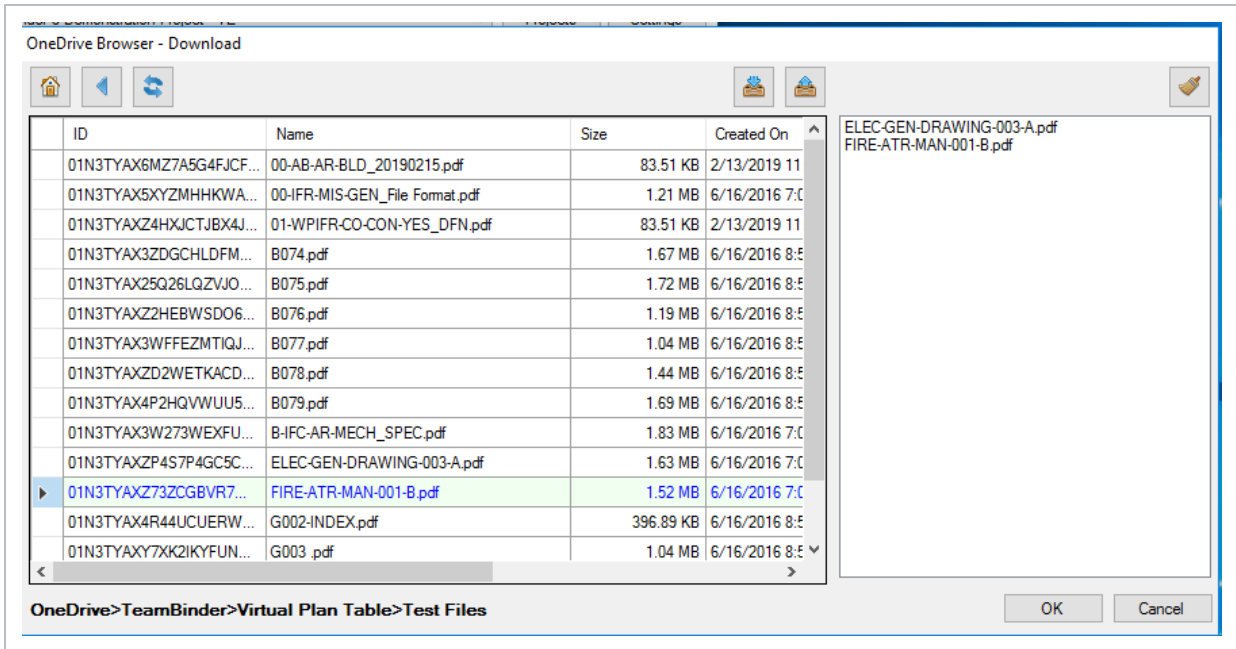 OneDrive Browser - Download
ID Name Size Created On
01N3TYAX6MZ7A5G4FJCF... 00-AB-AR-BLD_20190215.pdf 83.51 KB 2/13/2019 11
01N3TYAX5XYZMHHKWA... 00-IFR-MIS-GEN_File Format.pdf 1.21 MB 6/16/2016 7:0
01N3TYAXZ4HXJCTJBX4J... 01-WPIFR-CO-CON-YES_DFN.pdf 83.51 KB 2/13/2019 11
01N3TYAX3ZDGCHLDFM... B074.pdf 1.67 MB 6/16/2016 8:5
01N3TYAX25Q26LQZVJO... B075.pdf 1.72 MB 6/16/2016 8:5
01N3TYAXZ2HEBWSDO6... B076.pdf 1.19 MB 6/16/2016 8:5
01N3TYAX3WFFEZMTIQJ... B077.pdf 1.04 MB 6/16/2016 8:5
01N3TYAXZD2WETKACD... B078.pdf 1.44 MB 6/16/2016 8:5
01N3TYAX4P2HQVWUU5... B079.pdf 1.69 MB 6/16/2016 8:5
01N3TYAX3W273WEXFU... B-IFC-AR-MECH_SPEC.pdf 1.83 MB 6/16/2016 7:0
01N3TYAXZP4S7P4GC5C... ELEC-GEN-DRAWING-003-A.pdf 1.63 MB 6/16/2016 7:0
01N3TYAXZ73ZCGBVR7... FIRE-ATR-MAN-001-B.pdf 1.52 MB 6/16/2016 7:0
01N3TYAX4R44UCUERW... G002-INDEX.pdf 396.89 KB 6/16/2016 8:5
01N3TYAXY7XK2IKYFUN... G003 .pdf 1.04 MB 6/16/2016 8:5
ELEC-GEN-DRAWING-003-A.pdf
FIRE-ATR-MAN-001-B.pdf
OneDrive>TeamBinder>Virtual Plan Table>Test Files
OK Cancel